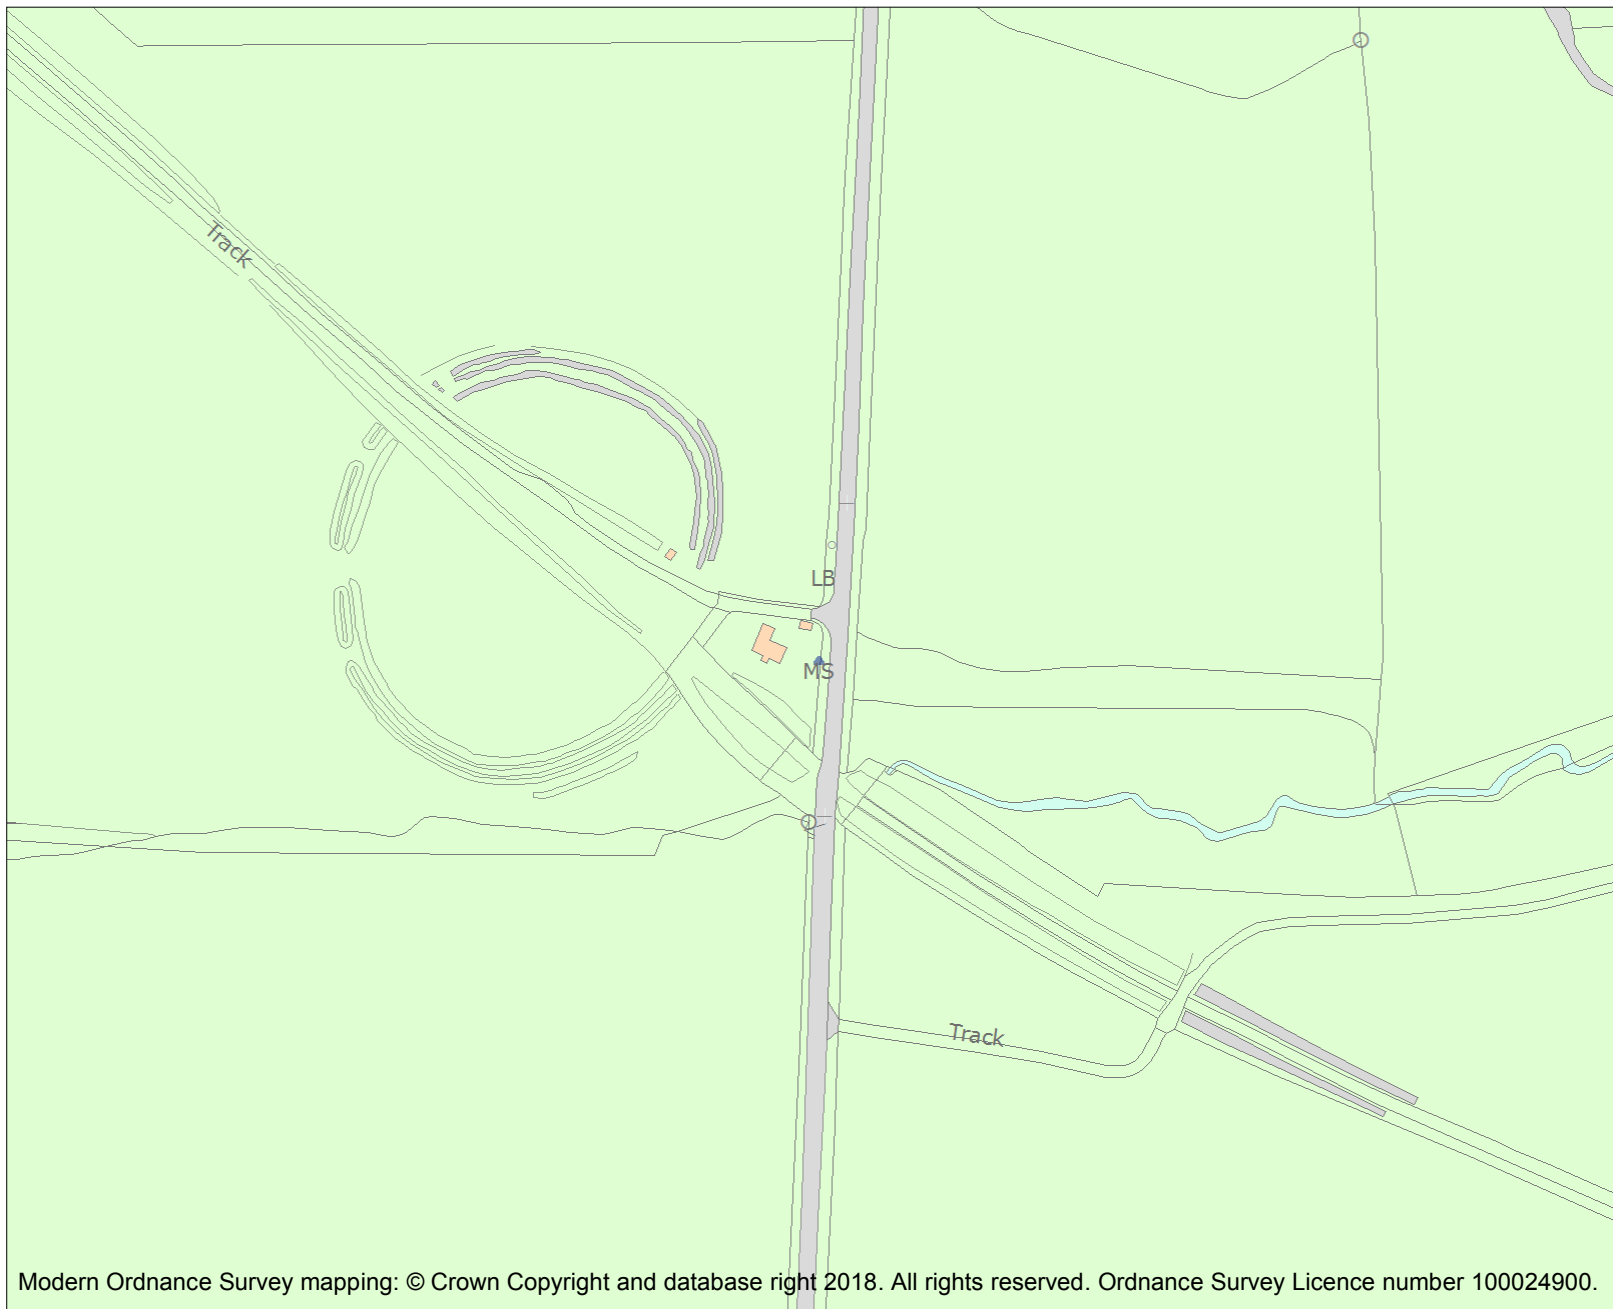 Track
LB
MS
Track
Modern Ordnance Survey mapping: © Crown Copyright and database right 2018. All rights reserved. Ordnance Survey Licence number 100024900.